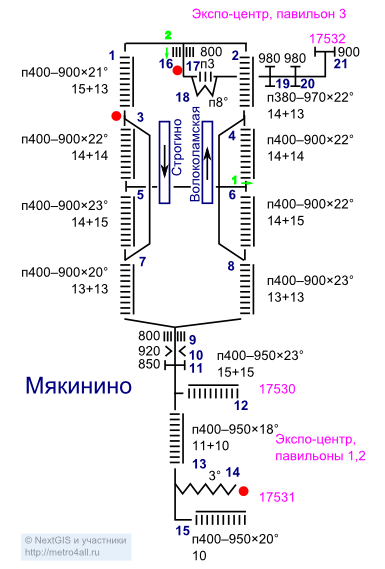 Экспо-центр, павильон 3
2
17532
1
16
17
800
п3
2
980
980
900
19
20
21
п400–900×21°
15+13
18
п8°
п380–970×22°
14+13
3
4
п400–900×22°
14+14
Строгино
Волоколамская
п400–900×22°
14+14
5
1
6
п400–900×23°
14+15
п400–900×22°
14+15
7
8
п400–900×20°
13+13
п400–900×23°
13+13
800
9
920
10
850
11
п400–950×23°
15+15
Мякинино
17530
12
п400–950×18°
11+10
13
Экспо-центр,
павильоны 1,2
3°
14
17531
15
п400–950×20°
10
© NextGIS и участники
http://metro4all.ru